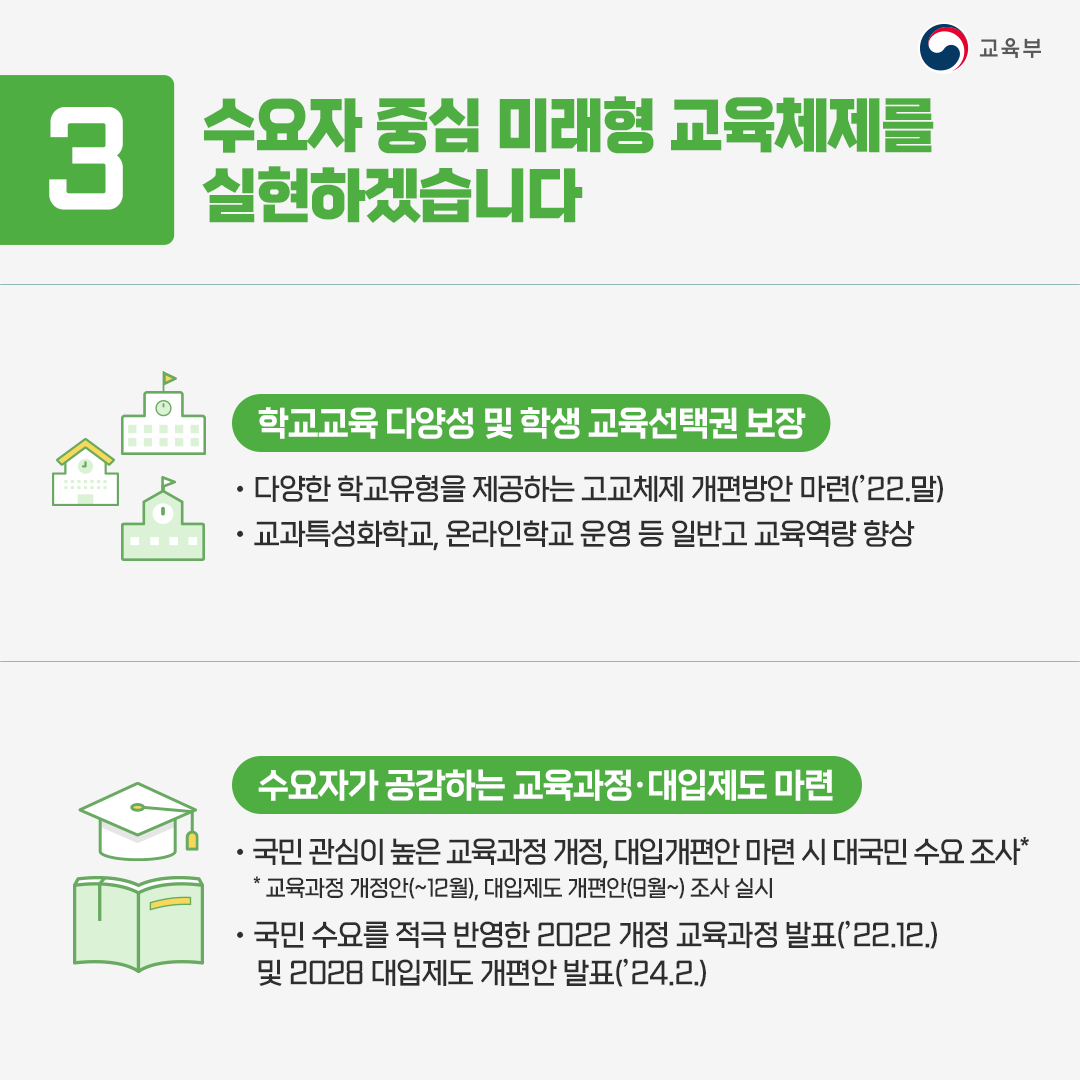 교육부
3
수요자 중심 미래형 교육체제를
실현하겠습니다
학교교육 다양성 및 학생 교육선택권 보장
• 다양한 학교유형을 제공하는 고교체제 개편방안 마련(’22.말)
• 교과특성화학교, 온라인학교 운영 등 일반고 교육역량 향상
수요자가 공감하는 교육과정·대입제도 마련
• 국민 관심이 높은 교육과정 개정, 대입개편안 마련 시 대국민 수요 조사*
* 교육과정 개정안(~12월), 대입제도 개편안(9월~) 조사 실시
• 국민 수요를 적극 반영한 2022 개정 교육과정 발표(’22.12.)
및 2028 대입제도 개편안 발표(’24.2.)